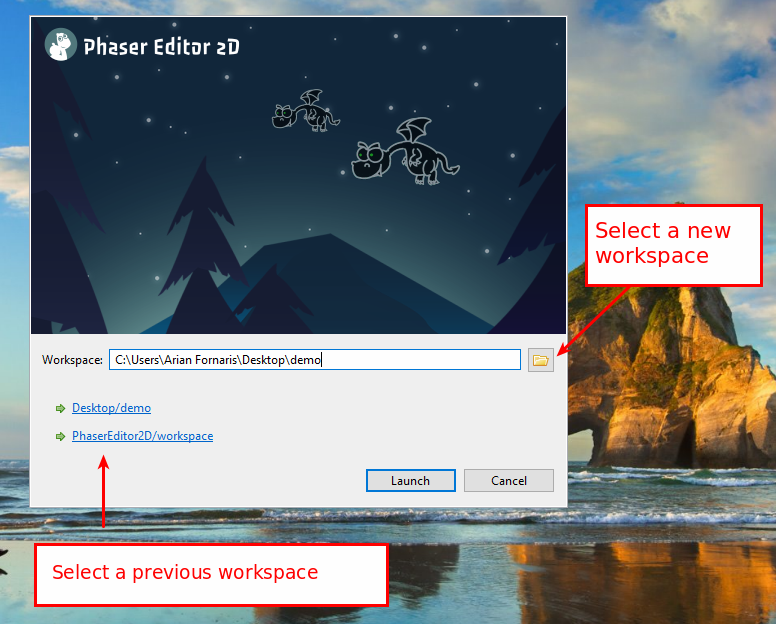 Phaser Editor 2D
Select a new
workspace
Workspace: C:\Users\Arian Fornaris\Desktop\demo
Desktop/demo
PhaserEditor2D/workspace
Launch Cancel
Select a previous workspace